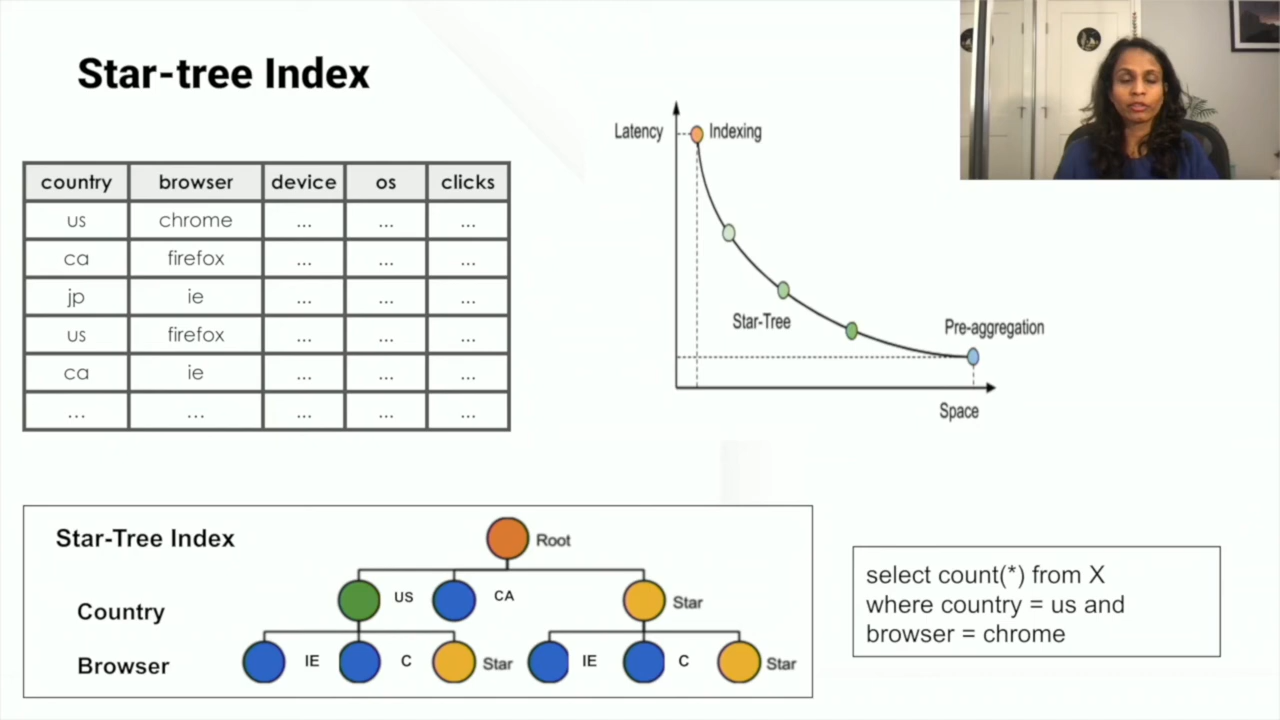 Star-tree Index
country browser device os clicks
us chrome ... ... ...
ca firefox ... ... ...
jp ie ... ... ...
us firefox ... ... ...
ca ie ... ... ...
... ... ... ... ...
Latency Indexing
Star-Tree
Pre-aggregation
Space
Star-Tree Index
Root
Country
US CA Star
Browser
IE C Star IE C Star
select count(*) from X
where country = us and
browser = chrome